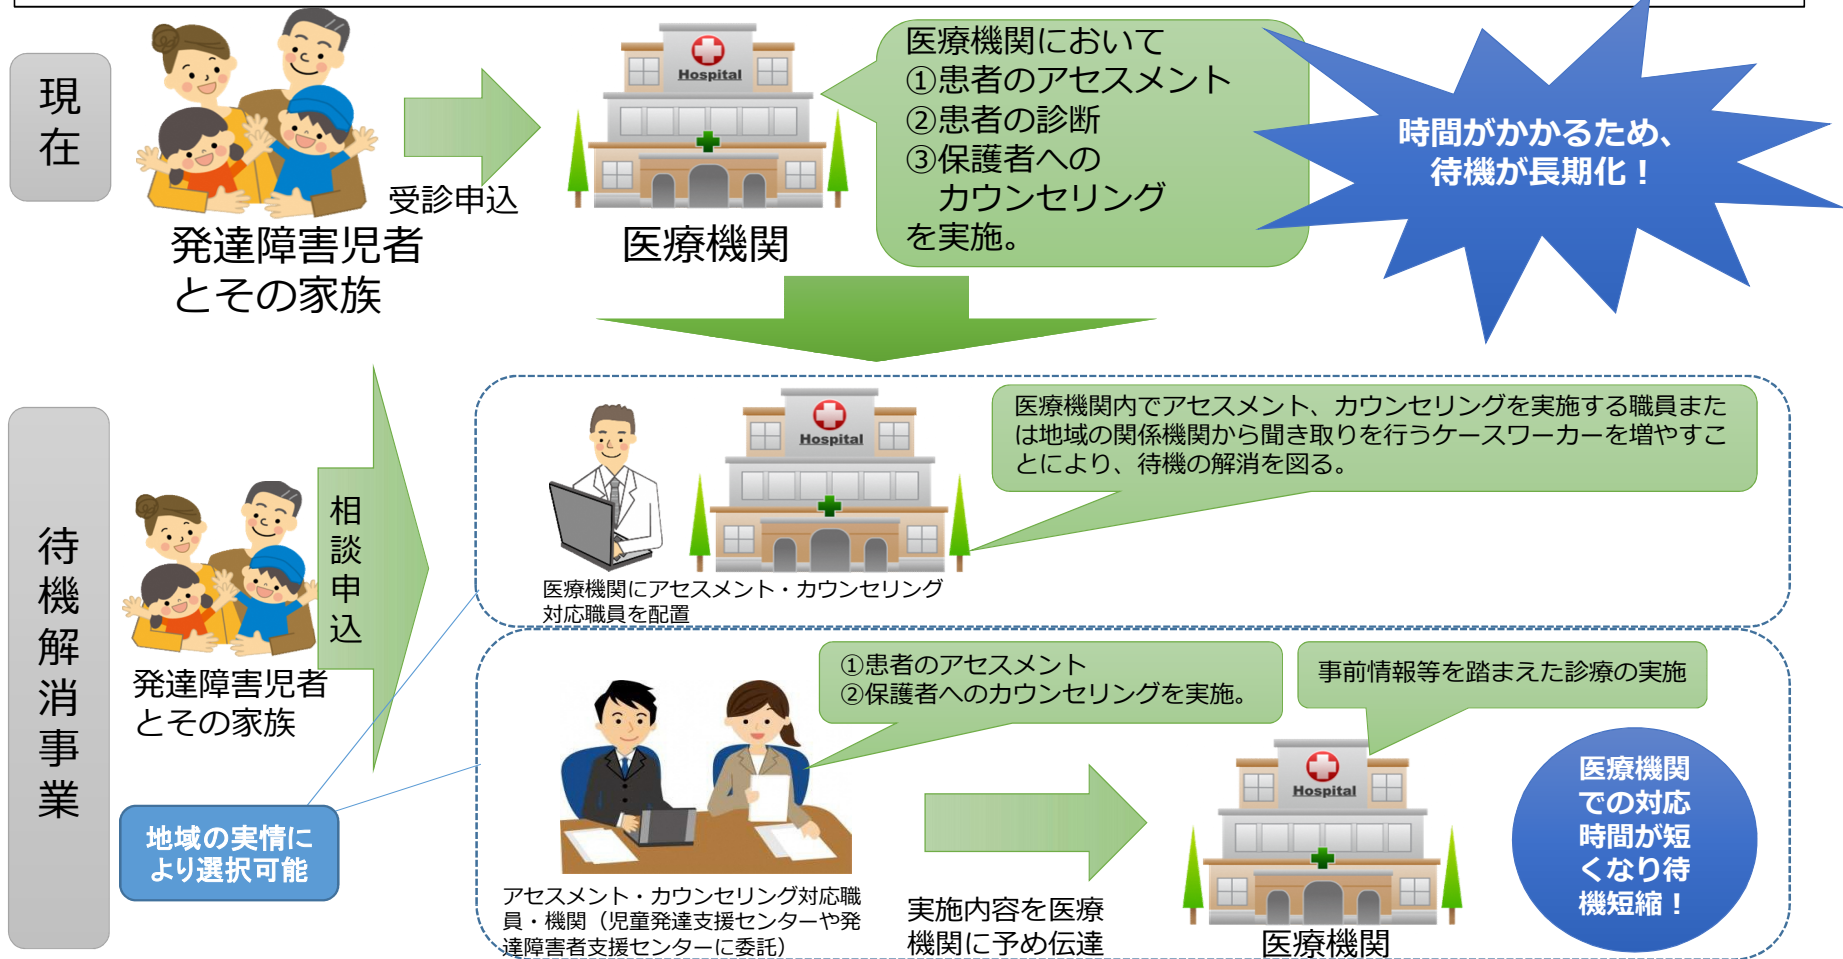 現在
発達障害児者
とその家族
受診申込
Hospital
医療機関
医療機関において
①患者のアセスメント
②患者の診断
③保護者への
カウンセリング
を実施。
時間がかかるため、
待機が長期化！
待機解消事業
発達障害児者
とその家族
相談申込
地域の実情に
より選択可能
Hospital
医療機関にアセスメント・カウンセリング
対応職員を配置
医療機関内でアセスメント、カウンセリングを実施する職員また
は地域の関係機関から聞き取りを行うケースワーカーを増やすこ
とにより、待機の解消を図る。
①患者のアセスメント
②保護者へのカウンセリングを実施。
アセスメント・カウンセリング対応職
員・機関（児童発達支援センターや発
達障害者支援センターに委託）
実施内容を医療
機関に予め伝達
事前情報等を踏まえた診療の実施
Hospital
医療機関
医療機関
での対応
時間が短
くなり待
機短縮！